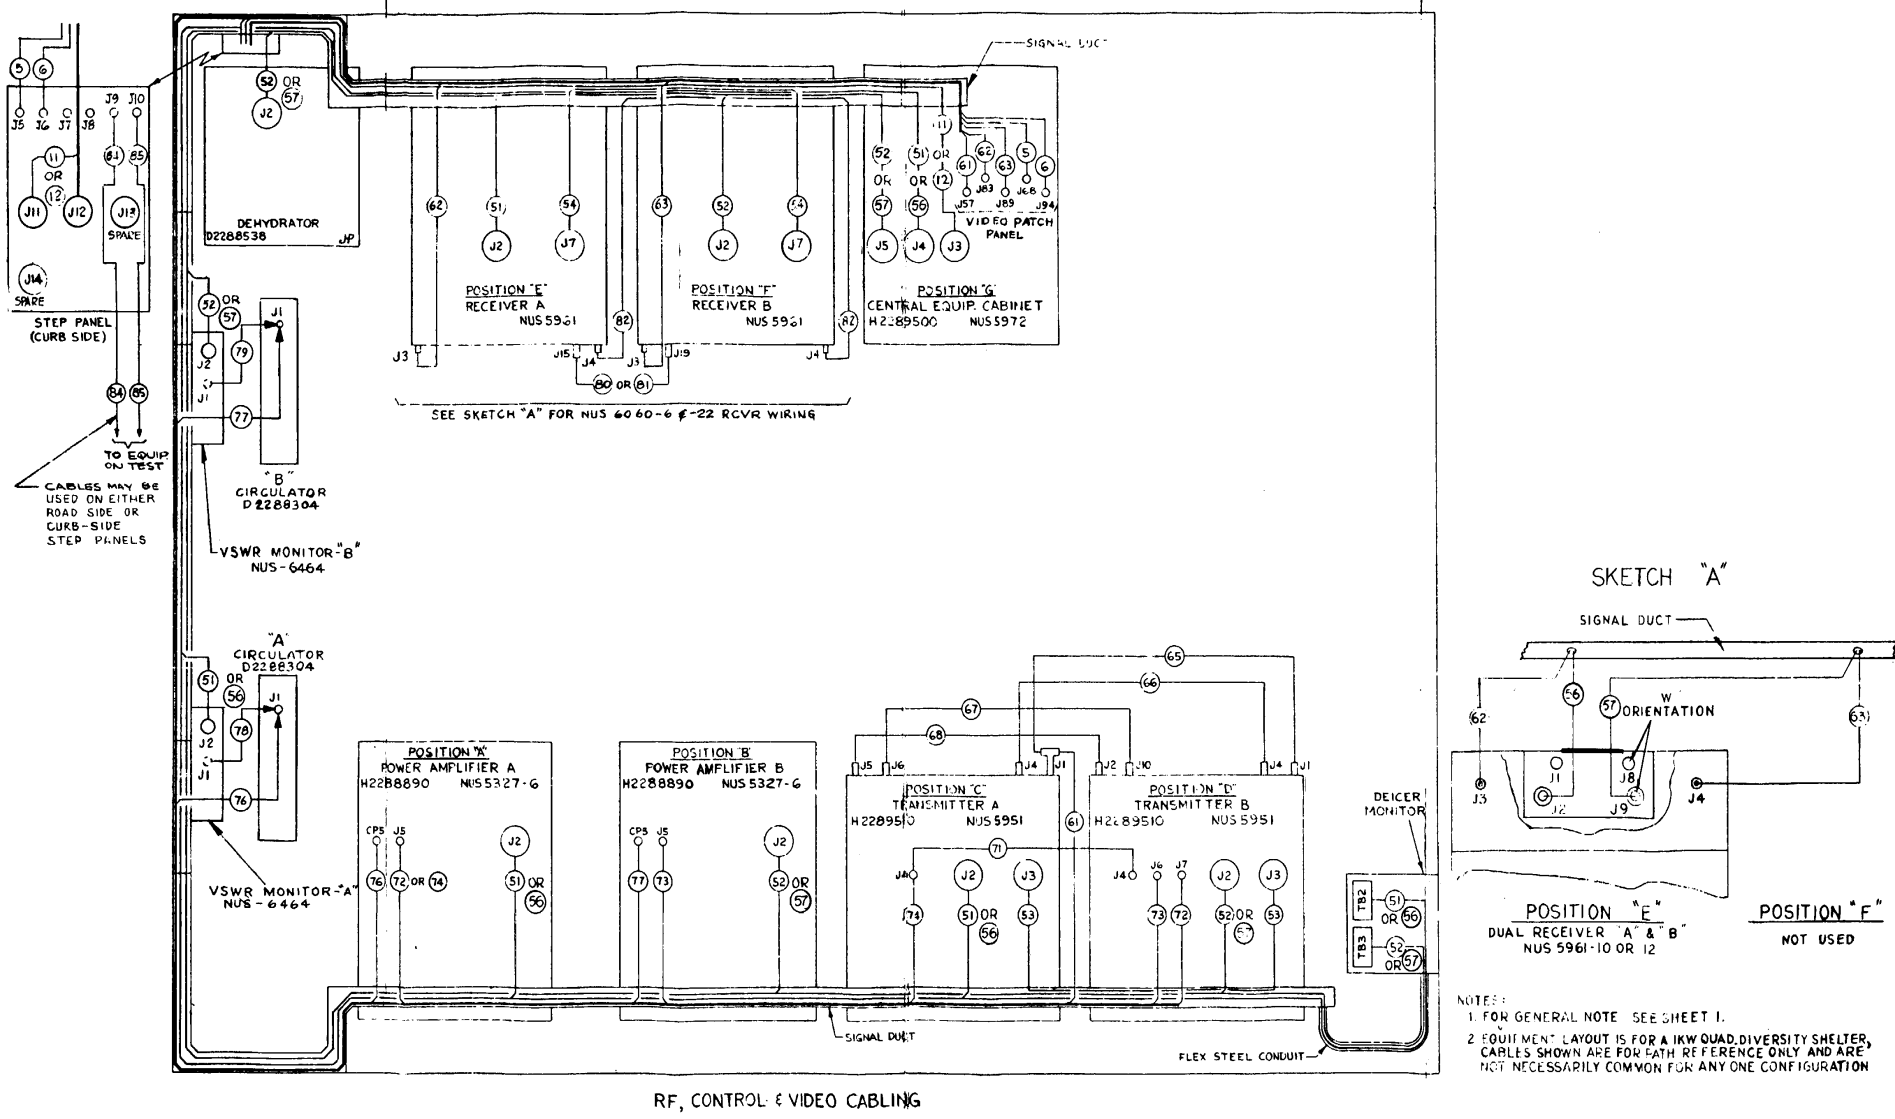 SIGNAL DUCT
5
6
J9 J10
J5 J6 J7 J8
11
OR
12
84 85
J11 J12 J13
SPARE
J14
SPARE
STEP PANEL
(CURB SIDE)
84 85
TO EQUIP
ON TEST
CABLES MAY BE
USED ON EITHER
ROAD SIDE OR
CURB-SIDE
STEP PANELS
52 OR
57
J2
DEHYDRATOR
D2288538
JP
62 51 54
J2 J7
POSITION "E"
RECEIVER A
NUS 5961
82
63 52 54
J2 J7
POSITION "F"
RECEIVER B
NUS 5961
82
52 OR 57
51 OR 56
11 OR 12
61 62 63 5 6
J57 J83 J89 J68 J94
VIDEO PATCH
PANEL
J5 J4 J3
POSITION "G"
CENTRAL EQUIP. CABINET
H2289500 NUS 5972
J3 J15 J4 J3 J19 J4
80 OR 81
SEE SKETCH "A" FOR NUS 6060-6 & -22 RCVR WIRING
52 OR
57
J1
79
J2
J1
77
"B"
CIRCULATOR
D2288304
VSWR MONITOR-"B"
NUS-6464
"A"
CIRCULATOR
D2288304
51 OR
56
J1
78
J2
J1
76
VSWR MONITOR-"A"
NUS-6464
POSITION "A"
POWER AMPLIFIER A
H2288890 NUS 5327-6
CP5 J5 J2
76 72 OR 74 51 OR
56
POSITION "B"
POWER AMPLIFIER B
H2288890 NUS 5327-6
CP5 J5 J2
77 73 52 OR
57
65
66
67
68
J5 J6 J4 J1 J2 J10 J4 J1
POSITION "C"
TRANSMITTER A
H2289510 NUS 5951
61
71
J4 J2 J3
74 51 OR 53
56
POSITION "D"
TRANSMITTER B
H2289510 NUS 5951
J4 J6 J7 J2 J3
73 72 52 OR 53
57
DEICER
MONITOR
TB2 51
OR 56
TB3 52
OR 57
SIGNAL DUCT
FLEX STEEL CONDUIT
SKETCH "A"
SIGNAL DUCT
62 56 57 63
ORIENTATION
J3 J1 J8 J4
J2 J9
POSITION "E"
DUAL RECEIVER "A" & "B"
NUS 5961-10 OR 12
POSITION "F"
NOT USED
NOTES:
1. FOR GENERAL NOTE SEE SHEET 1.
2 EQUIPMENT LAYOUT IS FOR A 1KW QUAD. DIVERSITY SHELTER,
CABLES SHOWN ARE FOR PATH REFERENCE ONLY AND ARE
NOT NECESSARILY COMMON FOR ANY ONE CONFIGURATION
RF, CONTROL & VIDEO CABLING